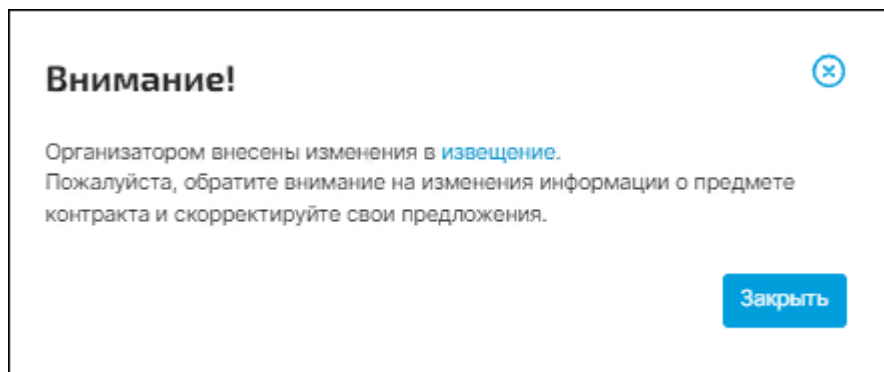 Внимание!
Организатором внесены изменения в извещение.
Пожалуйста, обратите внимание на изменения информации о предмете
контракта и скорректируйте свои предложения.
Закрыть